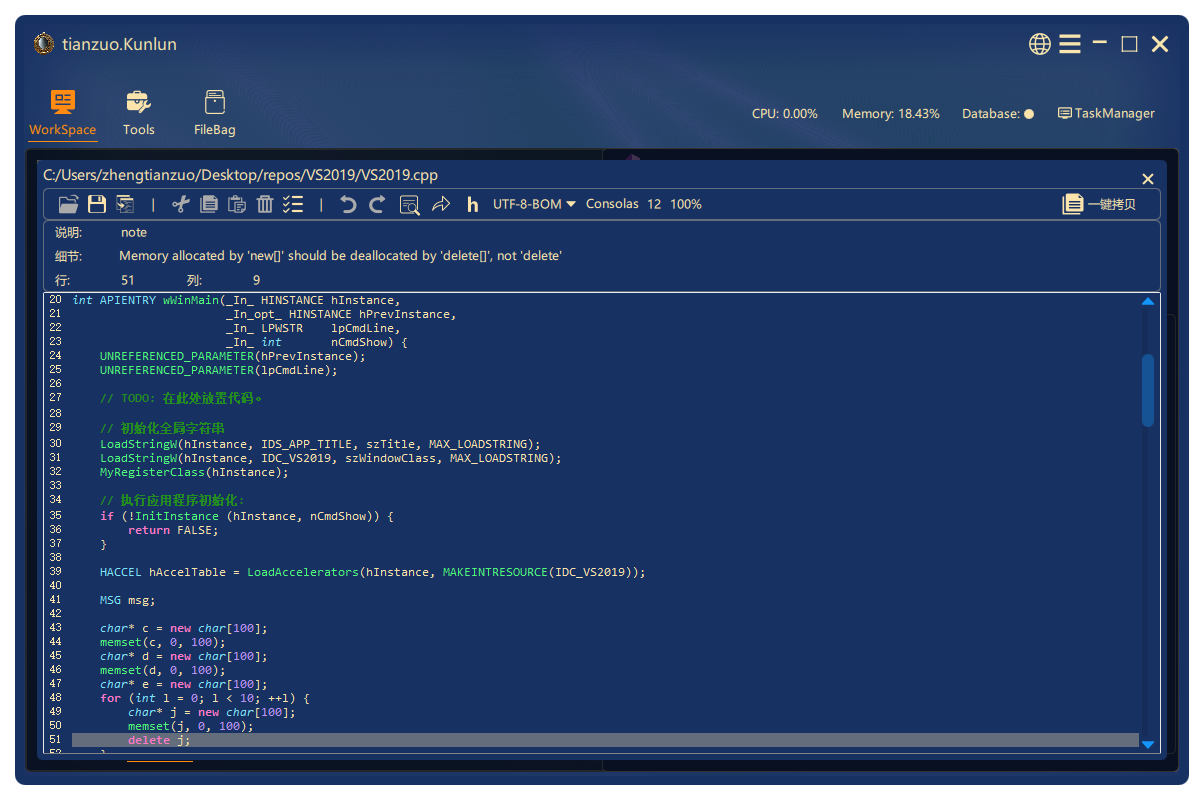 tianzuo.Kunlun
WorkSpace Tools FileBag CPU: 0.00% Memory: 18.43% Database: TaskManager
C:/Users/zhengtianzuo/Desktop/repos/VS2019/VS2019.cpp
h UTF-8-BOM Consolas 12 100% 一键拷贝
说明: note
细节: Memory allocated by 'new[]' should be deallocated by 'delete[]', not 'delete'
行: 51 列: 9
20 int APIENTRY wWinMain(_In_ HINSTANCE hInstance,
21 _In_opt_ HINSTANCE hPrevInstance,
22 _In_ LPWSTR lpCmdLine,
23 _In_ int nCmdShow) {
24 UNREFERENCED_PARAMETER(hPrevInstance);
25 UNREFERENCED_PARAMETER(lpCmdLine);
26
27 // TODO: 在此处放置代码。
28
29 // 初始化全局字符串
30 LoadStringW(hInstance, IDS_APP_TITLE, szTitle, MAX_LOADSTRING);
31 LoadStringW(hInstance, IDC_VS2019, szWindowClass, MAX_LOADSTRING);
32 MyRegisterClass(hInstance);
33
34 // 执行应用程序初始化:
35 if (!InitInstance (hInstance, nCmdShow)) {
36 return FALSE;
37 }
38
39 HACCEL hAccelTable = LoadAccelerators(hInstance, MAKEINTRESOURCE(IDC_VS2019));
40
41 MSG msg;
42
43 char* c = new char[100];
44 memset(c, 0, 100);
45 char* d = new char[100];
46 memset(d, 0, 100);
47 char* e = new char[100];
48 for (int l = 0; l < 10; ++l) {
49 char* j = new char[100];
50 memset(j, 0, 100);
51 delete j;